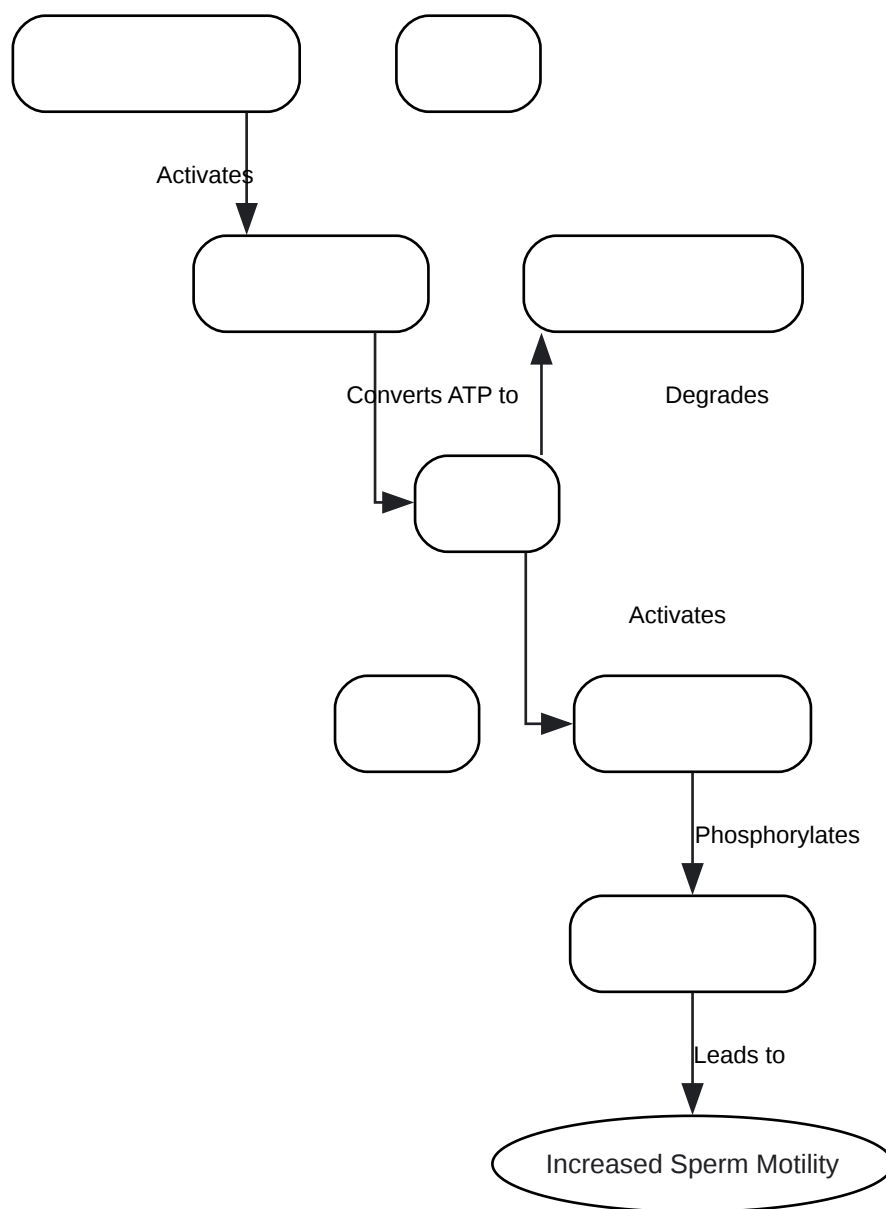 Activates
Converts ATP to
Degrades
Activates
Phosphorylates
Leads to
Increased Sperm Motility